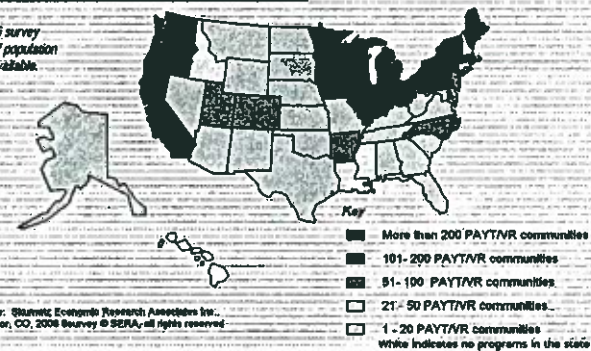 survey
population
available.
Key
More than 200 PAYT/VR communities
101- 200 PAYT/VR communities
51- 100 PAYT/VR communities
21 - 50 PAYT/VR communities
1 - 20 PAYT/VR communities
White indicates no programs in the state
Skumatz Economic Research Associates Inc.,
CO, 2006 Sourvey © SERA, all rights reserved